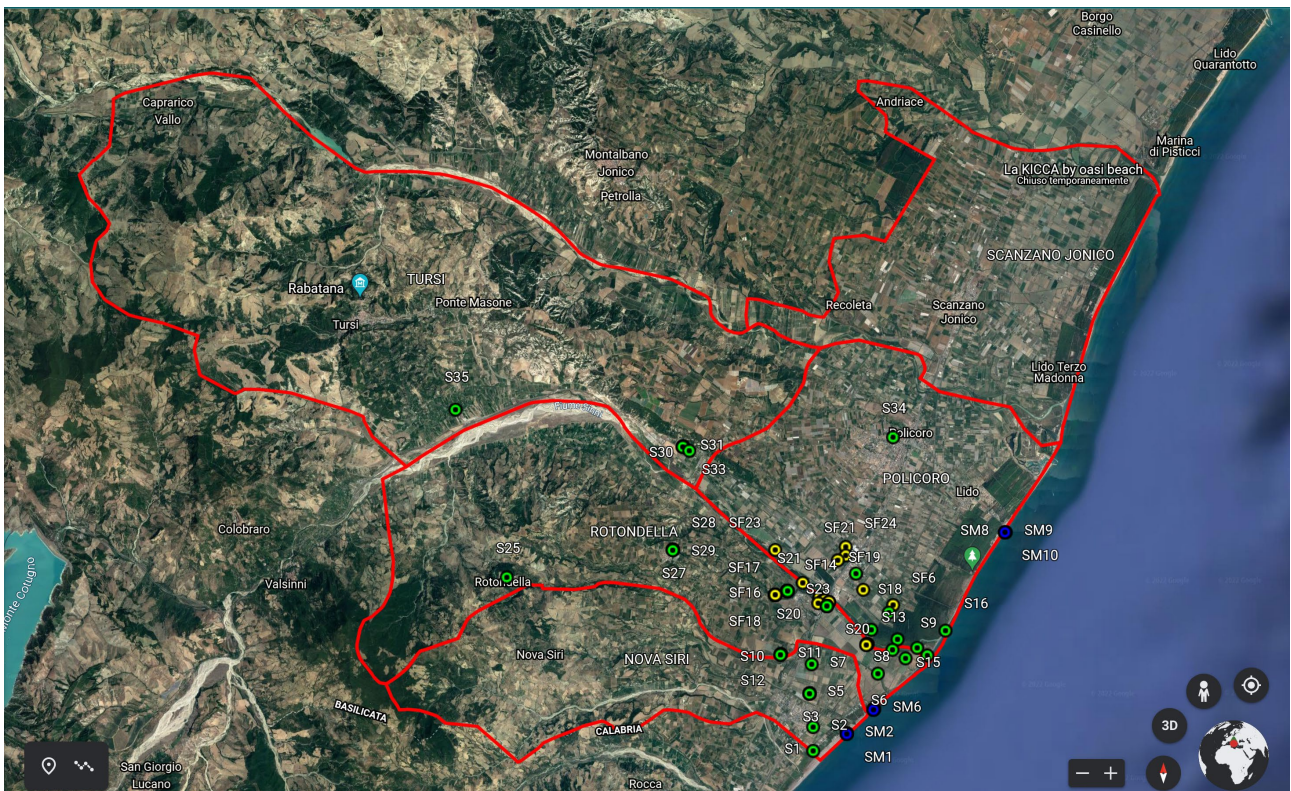 Borgo
Casinello
Lido
Quarantotto
Caprarico
Vallo
Andriace
Marina
di Pisticci
Montalbano
Jonico
Petrolla
La KICCA by oasi beach
Chiuso temporaneamente
SCANZANO JONICO
TURSI
Rabatana
Ponte Masone
Recoleta
Scanzano
Jonico
Tursi
Lido Terzo
Madonna
S35
S34
Policoro
S31
S30
S33
POLICORO
Lido
Colobraro
ROTONDELLA
S28
SF23
SF21
SF24
SM8
SM9
S25
S29
S21
SF14
SF19
SM10
SF17
S27
Rotondella
Valsinni
SF6
SF16
S23
S18
S16
S20
S13
SF18
S20
S9
Nova Siri
NOVA SIRI
S10
S11
S7
S8
S15
S12
S5
S6
SM6
BASILICATA
CALABRIA
S3
S2
SM2
S1
SM1
3D
San Giorgio
Lucano
Rocca
Monte Cotugno